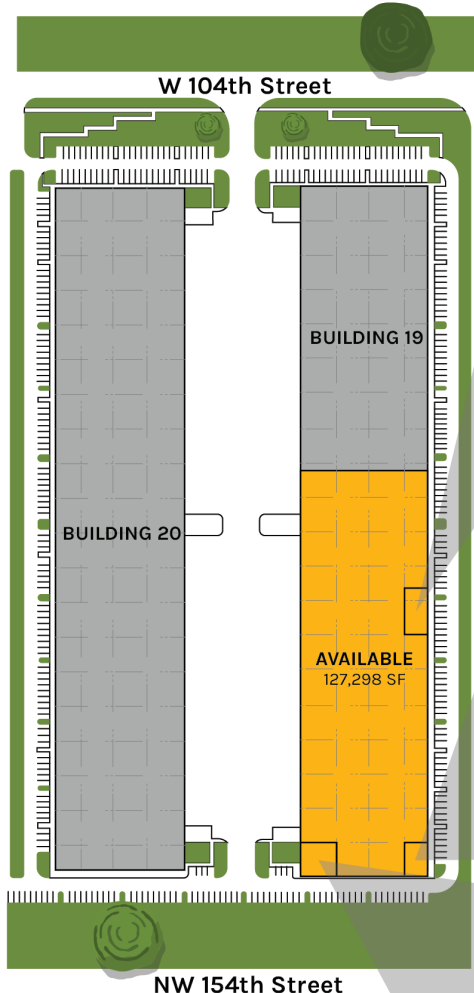 W 104th Street
BUILDING 19
BUILDING 20
AVAILABLE
127,298 SF
NW 154th Street